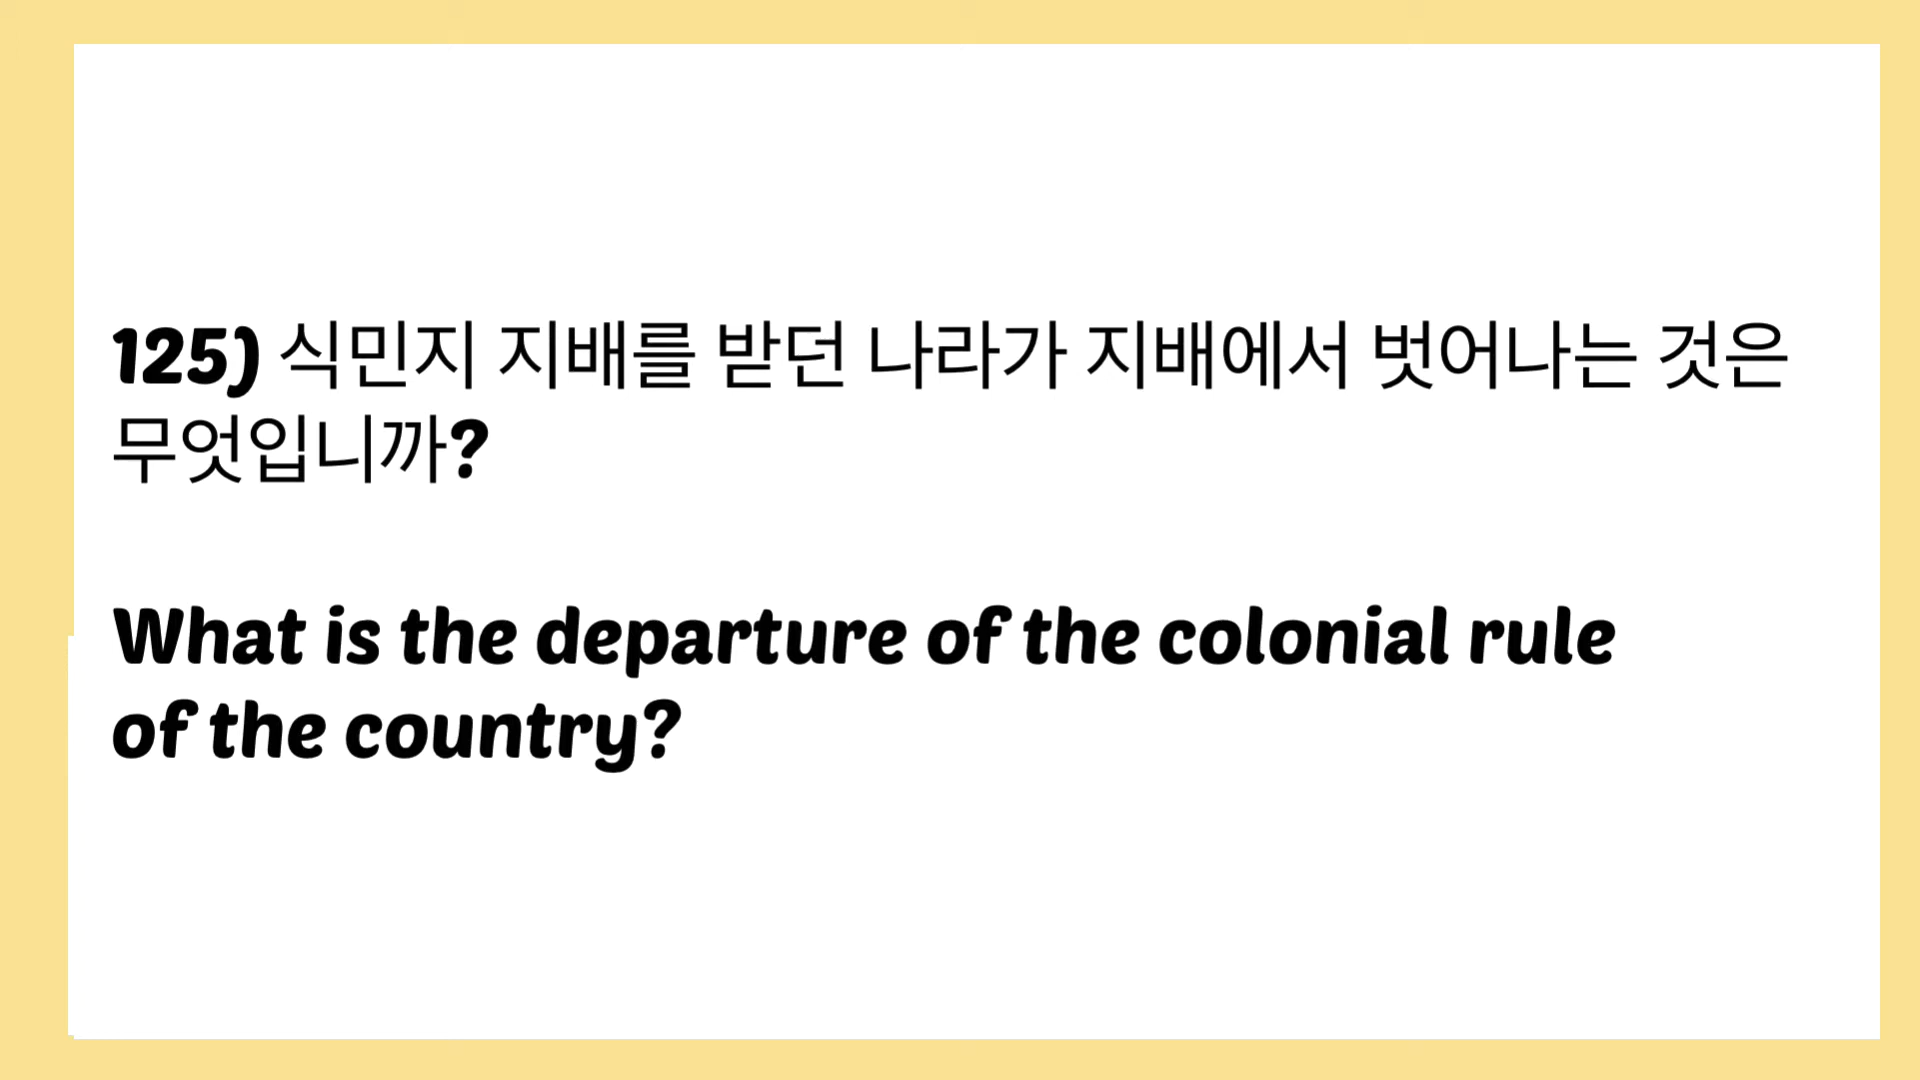 125) 식민지 지배를 받던 나라가 지배에서 벗어나는 것은
무엇입니까?
What is the departure of the colonial rule
of the country?